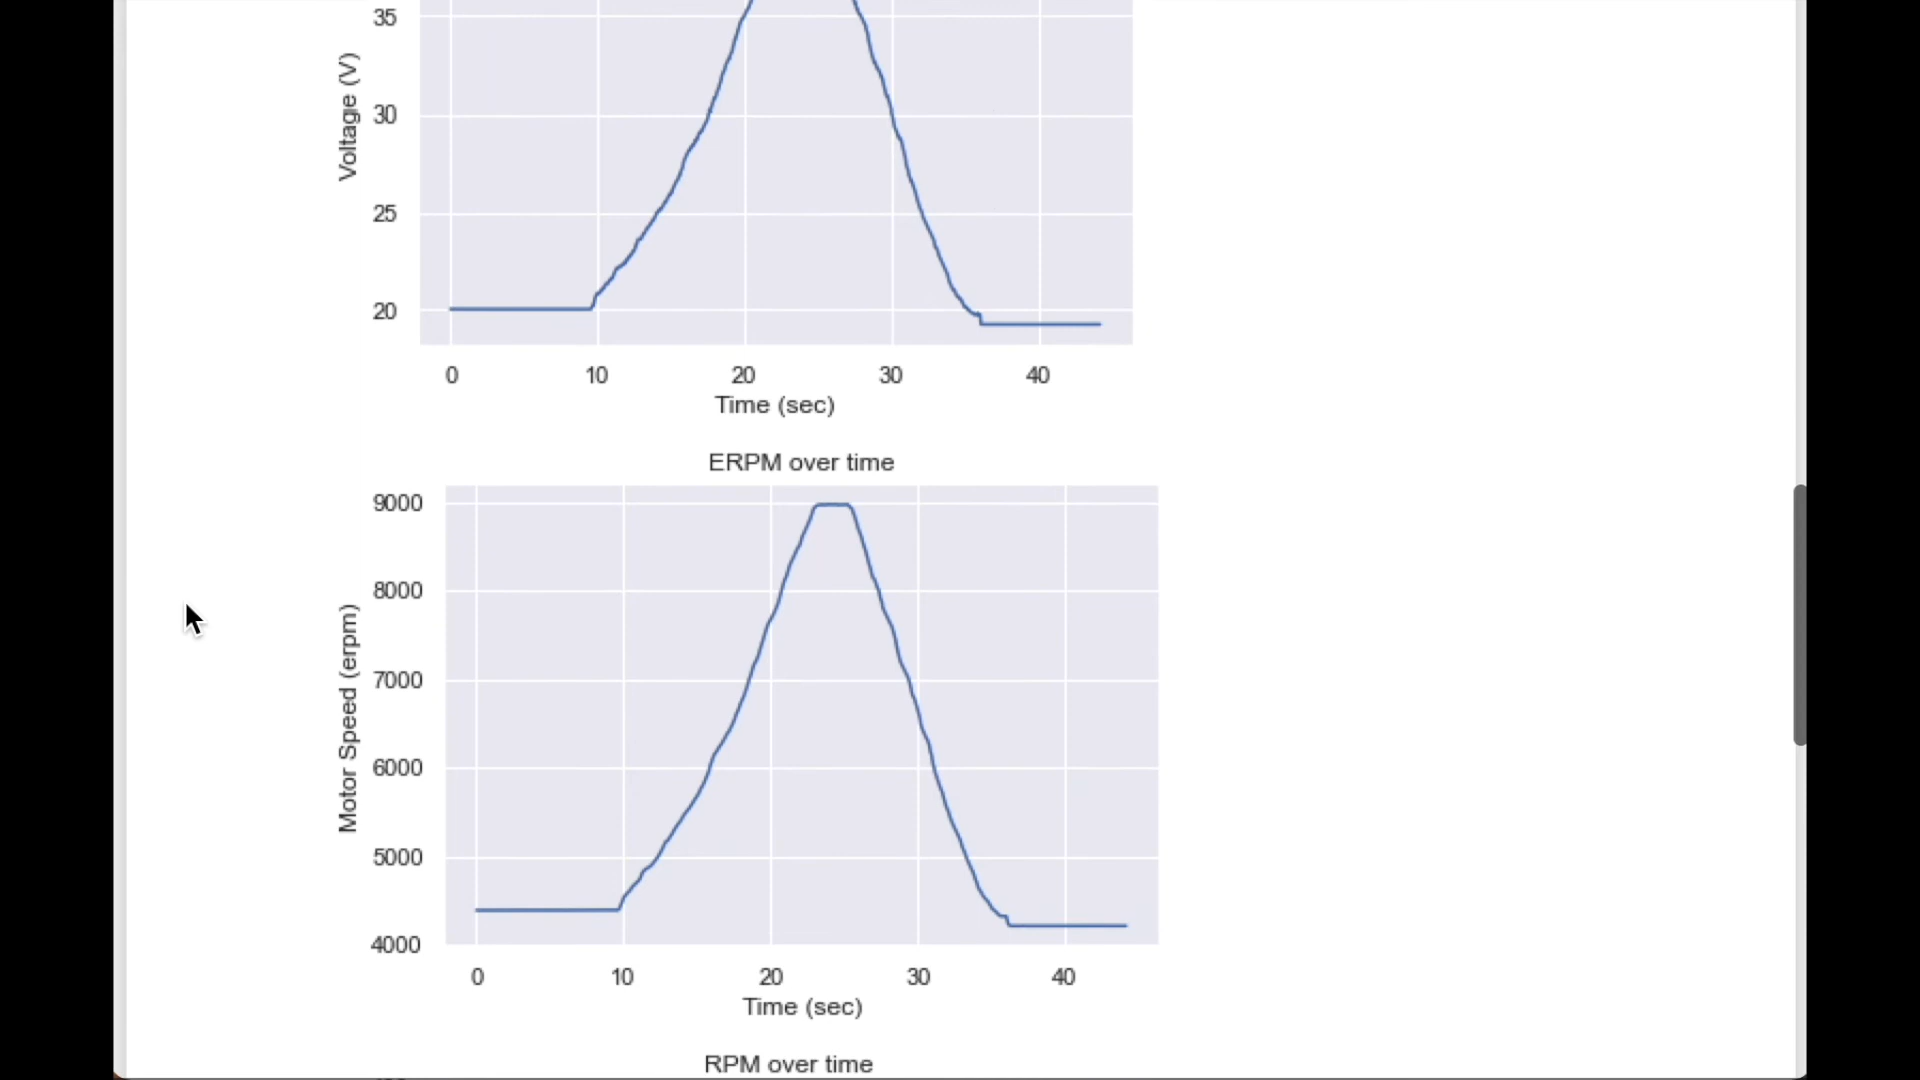 35
Voltage (V)
30
25
20
0 10 20 30 40
Time (sec)
ERPM over time
9000
8000
Motor Speed (erpm)
7000
6000
5000
4000
0 10 20 30 40
Time (sec)
RPM over time